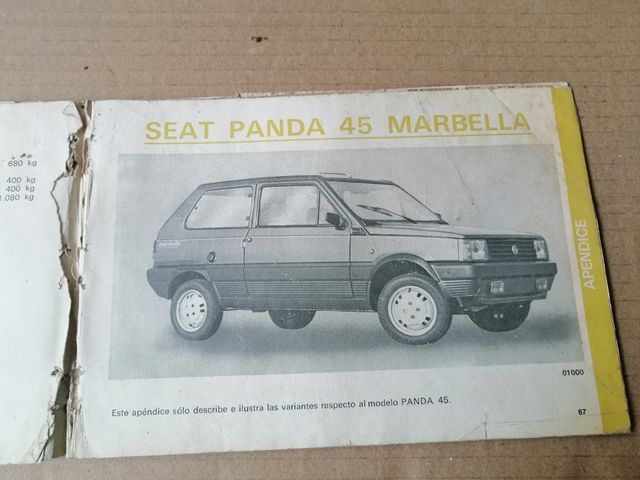 680 kg
400 kg
400 kg
1.080 kg
SEAT PANDA 45 MARBELLA
marbella
APENDICE
01000
Este apéndice sólo describe e ilustra las variantes respecto al modelo PANDA 45.
67